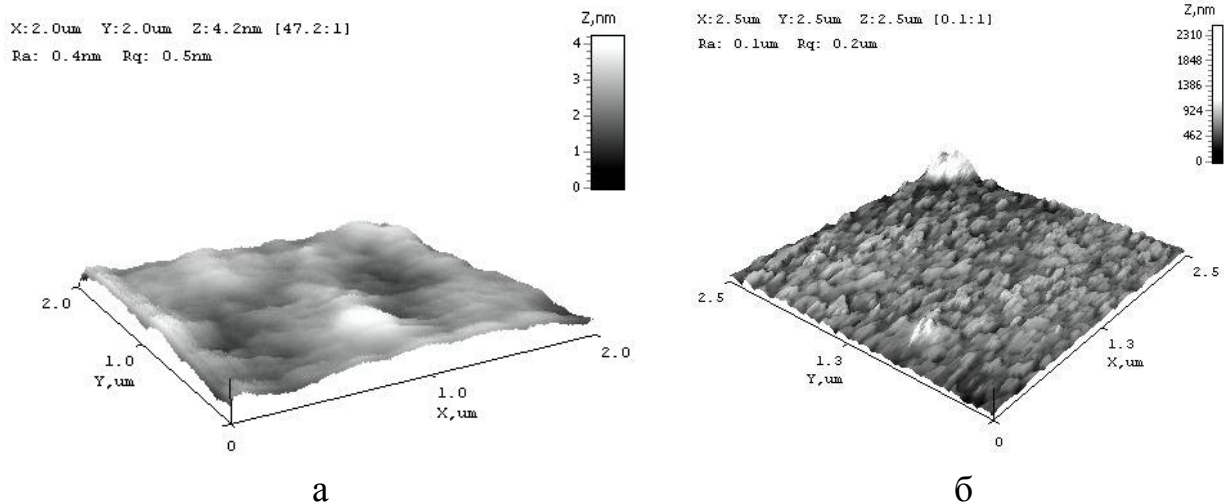 X:2.0um Y:2.0um Z:4.2nm [47.2:1]
Ra: 0.4nm Rq: 0.5nm
Z,nm
4
3
2
1
0
2.0
1.0
Y,um
0
1.0
X,um
2.0
а
X:2.5um Y:2.5um Z:2.5um [0.1:1]
Ra: 0.1um Rq: 0.2um
Z,nm
2310
1848
1386
924
462
0
2.5
1.3
Y,um
0
1.3
X,um
2.5
б